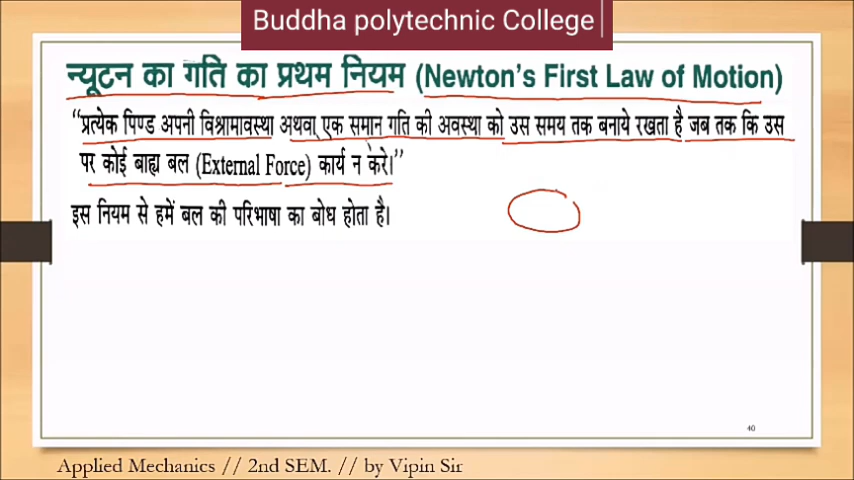 Buddha polytechnic College
न्यूटन का गति का प्रथम नियम (Newton's First Law of Motion)
“प्रत्येक पिण्ड अपनी विश्रामावस्था अथवा एक समान गति की अवस्था को उस समय तक बनाये रखता है जब तक कि उस
पर कोई बाह्य बल (External Force) कार्य न करे।”
इस नियम से हमें बल की परिभाषा का बोध होता है।
40
Applied Mechanics // 2nd SEM. // by Vipin Sir